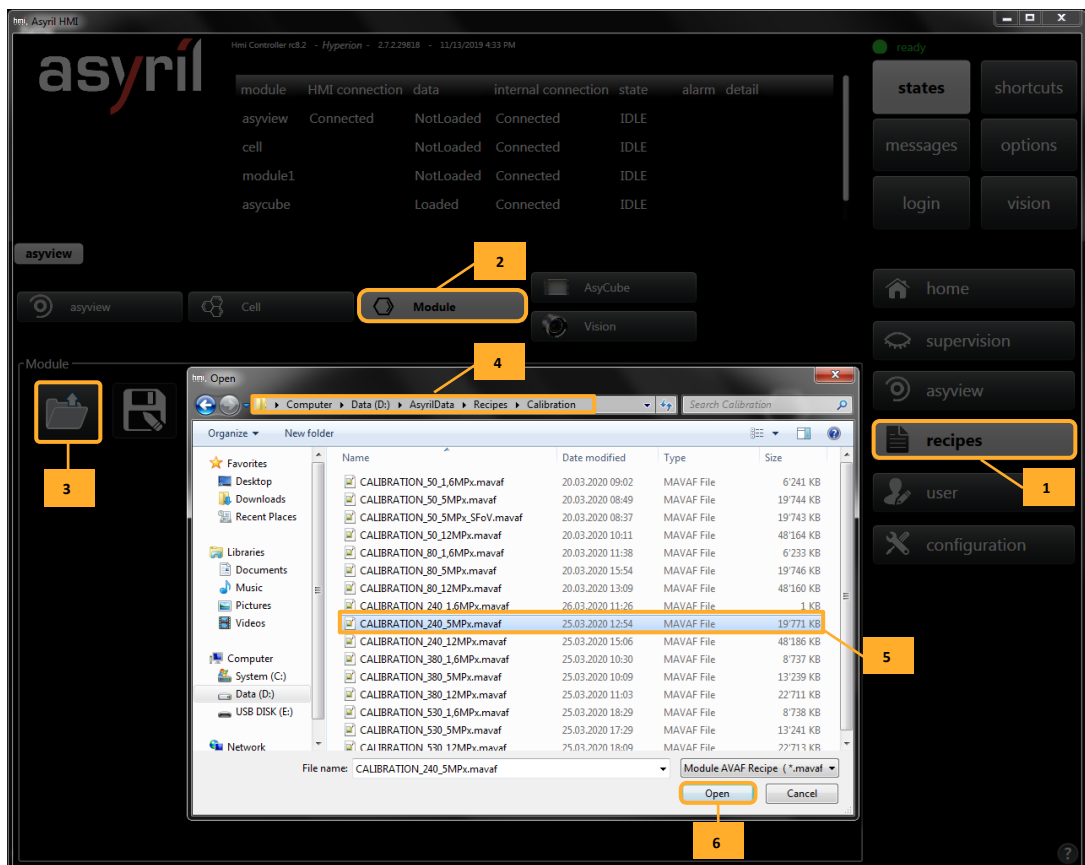 hmi, Asyril HMI
asyril
Hmi Controller rc8.2 - Hyperion - 2.7.2.29818 - 11/13/2019 4:33 PM
ready
module HMI connection data internal connection state alarm detail
asyview Connected NotLoaded Connected IDLE
cell NotLoaded Connected IDLE
module1 NotLoaded Connected IDLE
asycube Loaded Connected IDLE
states shortcuts
messages options
login vision
asyview
2
asyview
Cell
Module
AsyCube
Vision
home
supervision
asyview
recipes
1
user
configuration
Module
3
4
hmi, Open
Computer Data (D:) AsyrilData Recipes Calibration
Search Calibration
Organize New folder
Favorites
Desktop
Downloads
Recent Places
Libraries
Documents
Music
Pictures
Videos
Computer
System (C:)
Data (D:)
USB DISK (E:)
Network
Name Date modified Type Size
CALIBRATION_50_1,6MPx.mavaf 20.03.2020 09:02 MAVAF File 6'241 KB
CALIBRATION_50_5MPx.mavaf 20.03.2020 08:49 MAVAF File 19'744 KB
CALIBRATION_50_5MPx_SFoV.mavaf 20.03.2020 08:37 MAVAF File 19'743 KB
CALIBRATION_50_12MPx.mavaf 20.03.2020 10:11 MAVAF File 48'164 KB
CALIBRATION_80_1,6MPx.mavaf 20.03.2020 11:38 MAVAF File 6'233 KB
CALIBRATION_80_5MPx.mavaf 20.03.2020 15:54 MAVAF File 19'746 KB
CALIBRATION_80_12MPx.mavaf 20.03.2020 13:09 MAVAF File 48'160 KB
CALIBRATION_240_1.6MPx.mavaf 26.03.2020 11:26 MAVAF File 1 KB
CALIBRATION_240_5MPx.mavaf 25.03.2020 12:54 MAVAF File 19'771 KB
CALIBRATION_240_12MPx.mavaf 25.03.2020 15:06 MAVAF File 48'186 KB
CALIBRATION_380_1,6MPx.mavaf 25.03.2020 10:30 MAVAF File 8'737 KB
CALIBRATION_380_5MPx.mavaf 25.03.2020 10:09 MAVAF File 13'239 KB
CALIBRATION_380_12MPx.mavaf 25.03.2020 11:03 MAVAF File 22'711 KB
CALIBRATION_530_1,6MPx.mavaf 25.03.2020 18:29 MAVAF File 8'738 KB
CALIBRATION_530_5MPx.mavaf 25.03.2020 17:29 MAVAF File 13'241 KB
CALIBRATION_530_12MPx.mavaf 25.03.2020 18:09 MAVAF File 22'713 KB
5
File name: CALIBRATION_240_5MPx.mavaf
Module AVAF Recipe (*.mavaf
Open Cancel
6